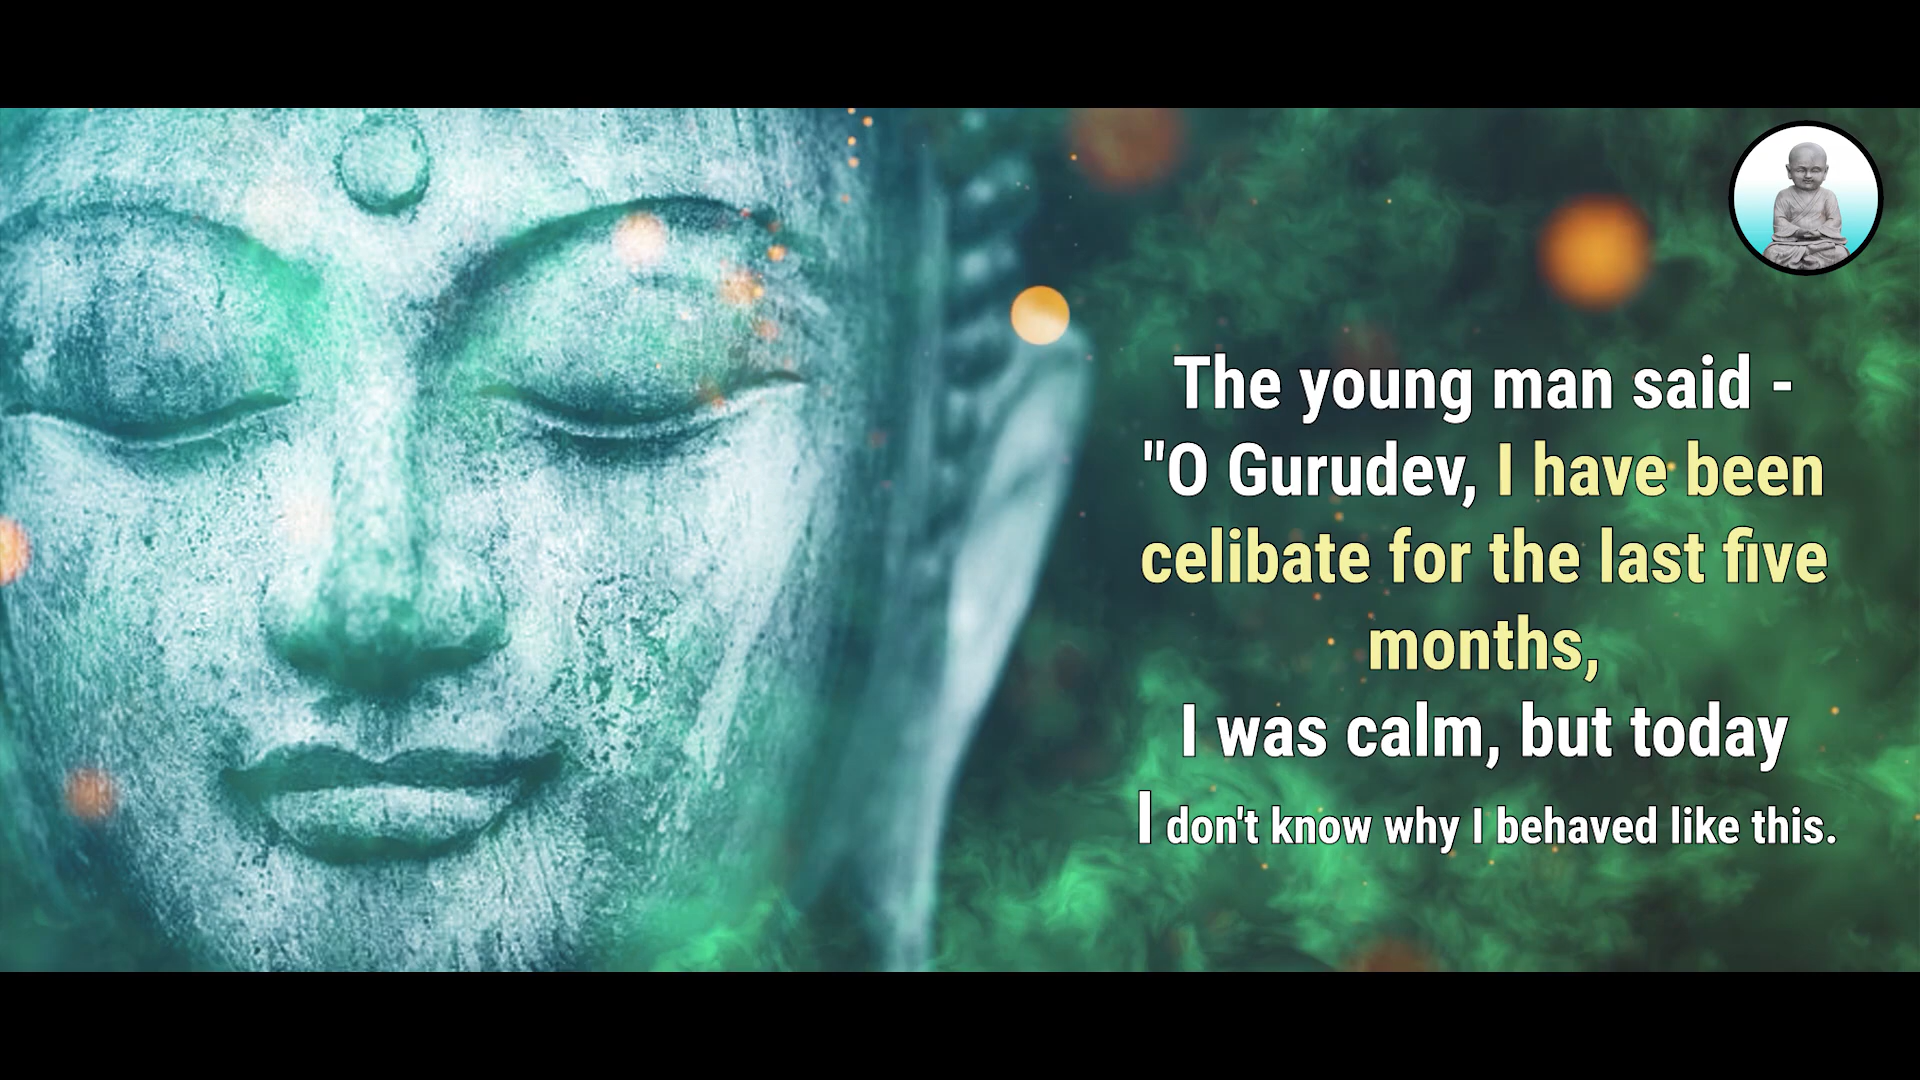 The young man said -
"O Gurudev, I have been
celibate for the last five
months,
I was calm, but today
I don't know why I behaved like this.